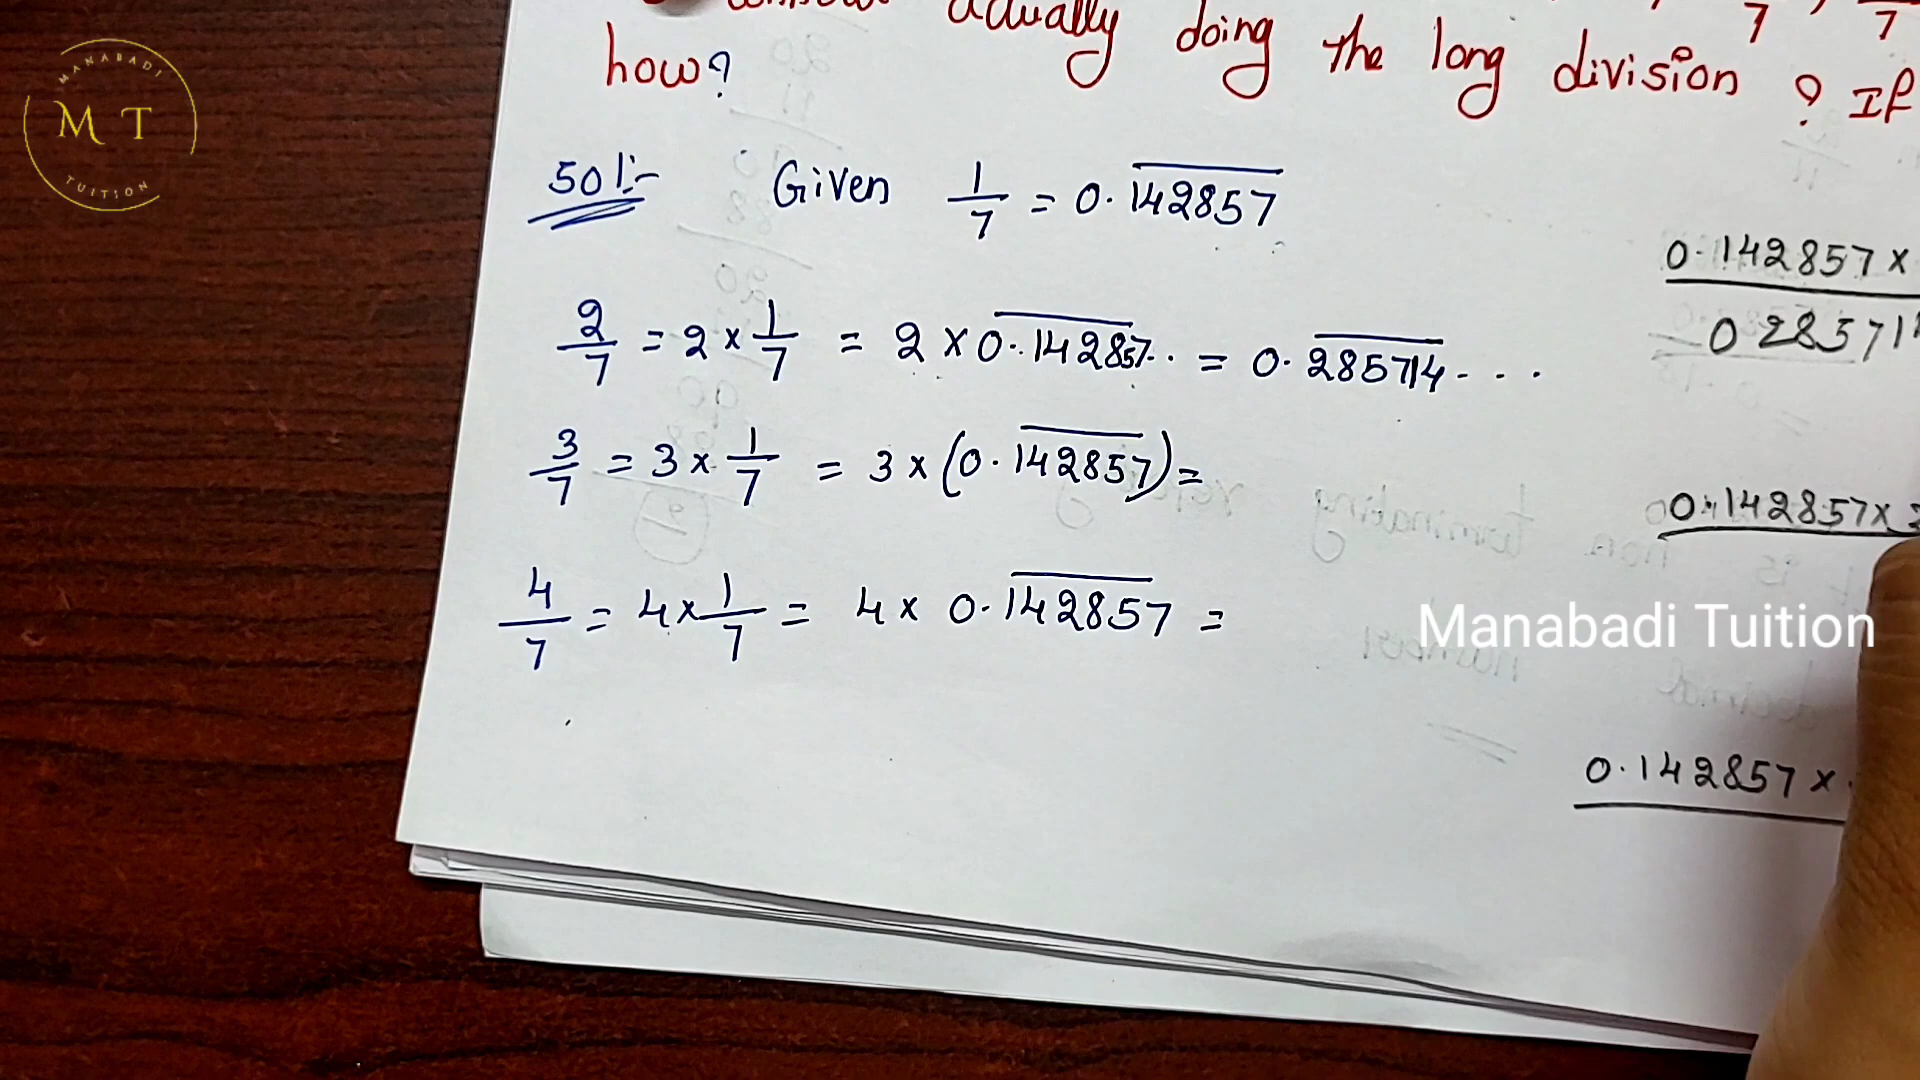 MANABADI
M T
TUITION
actually doing the long division ? If
7 7
how?
Sol:- Given 1/7 = 0.142857
0.142857 ×
2/7 = 2 × 1/7 = 2 × 0.142857.. = 0.285714...
0.28571
3/7 = 3 × 1/7 = 3 × (0.142857) =
0.142857×
4/7 = 4 × 1/7 = 4 × 0.142857 =
Manabadi Tuition
0.142857 ×